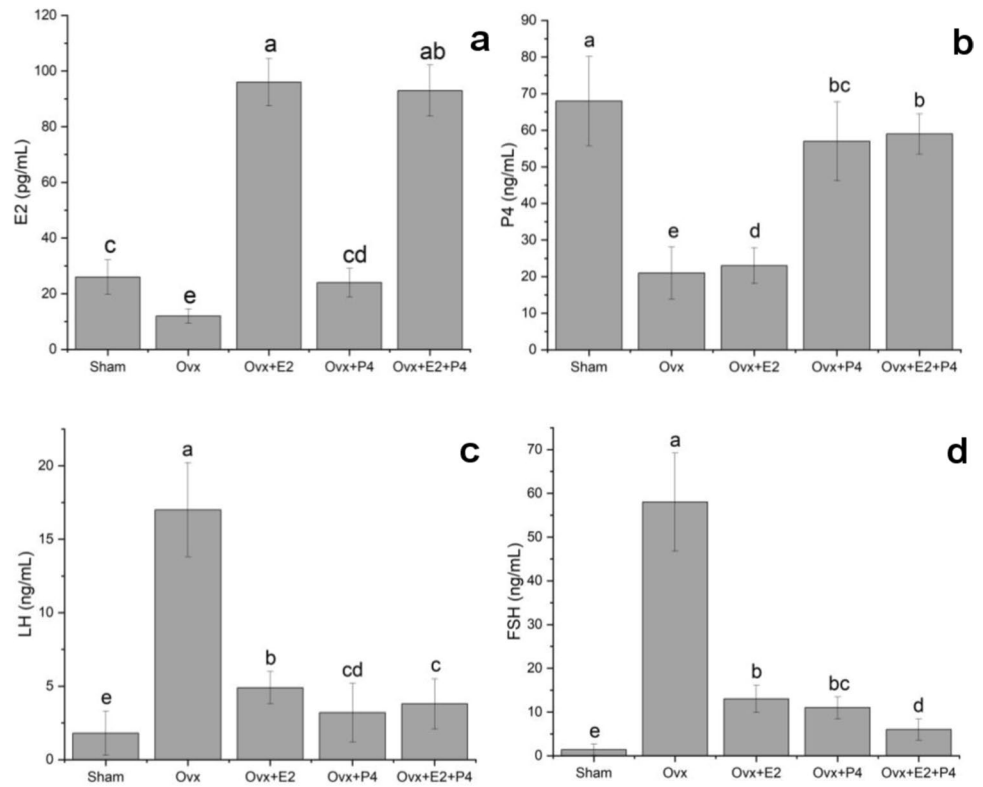 120
100
80
60
40
20
0
E2 (pg/mL)
c
e
a
cd
ab
a
Sham Ovx Ovx+E2 Ovx+P4 Ovx+E2+P4
90
80
70
60
50
40
30
20
10
0
P4 (ng/mL)
a
e
d
bc
b
b
Sham Ovx Ovx+E2 Ovx+P4 Ovx+E2+P4
20
15
10
5
0
LH (ng/mL)
e
a
b
cd
c
c
Sham Ovx Ovx+E2 Ovx+P4 Ovx+E2+P4
70
60
50
40
30
20
10
0
FSH (ng/mL)
e
a
b
bc
d
d
Sham Ovx Ovx+E2 Ovx+P4 Ovx+E2+P4